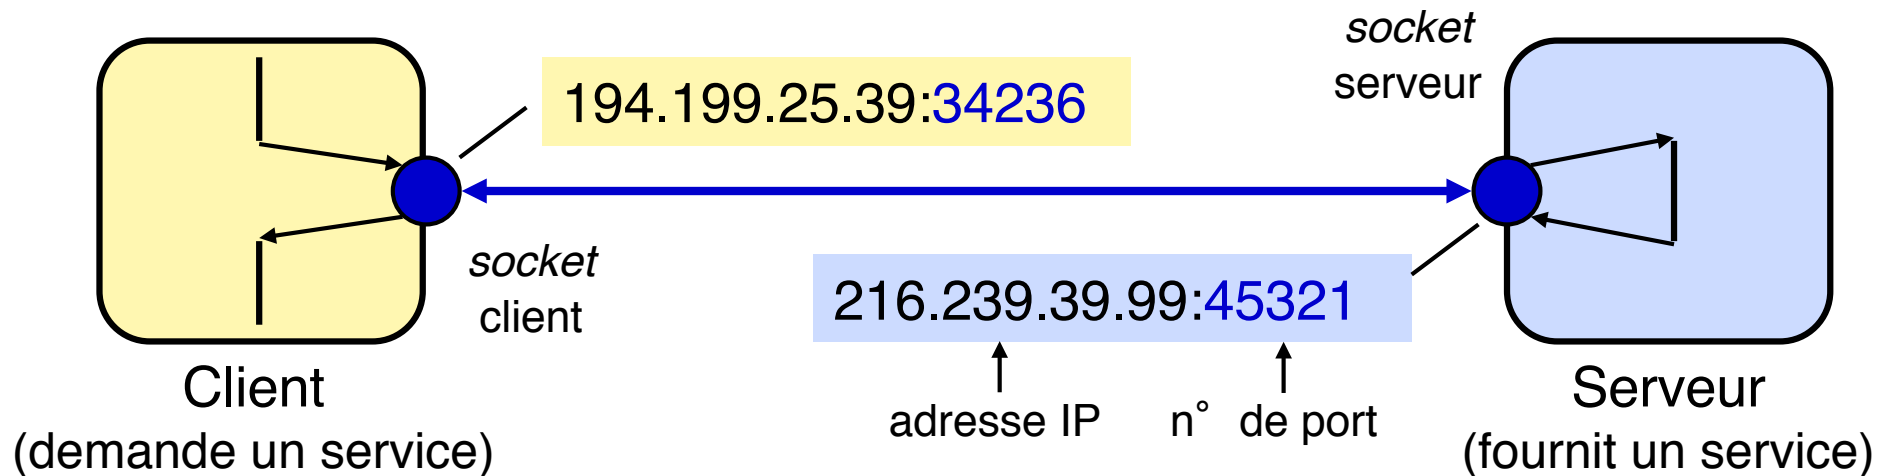 socket
serveur
194.199.25.39:34236
socket
client
216.239.39.99:45321
adresse IP
n° de port
Client
(demande un service)
Serveur
(fournit un service)